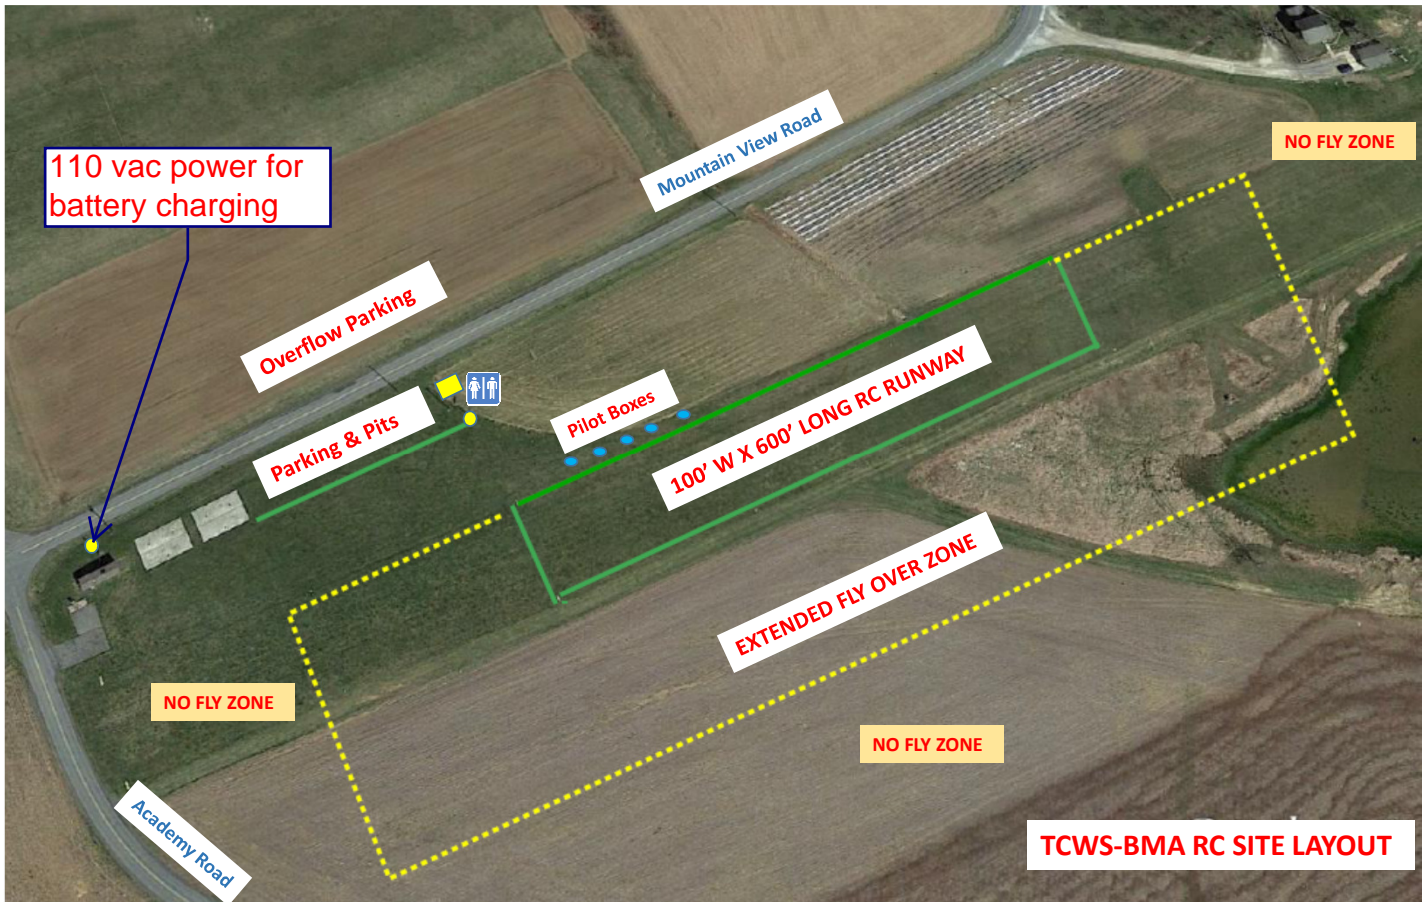 NO FLY ZONE
110 vac power for
battery charging
Mountain View Road
Overflow Parking
Parking & Pits
Pilot Boxes
100' W X 600' LONG RC RUNWAY
EXTENDED FLY OVER ZONE
NO FLY ZONE
NO FLY ZONE
Academy Road
TCWS-BMA RC SITE LAYOUT